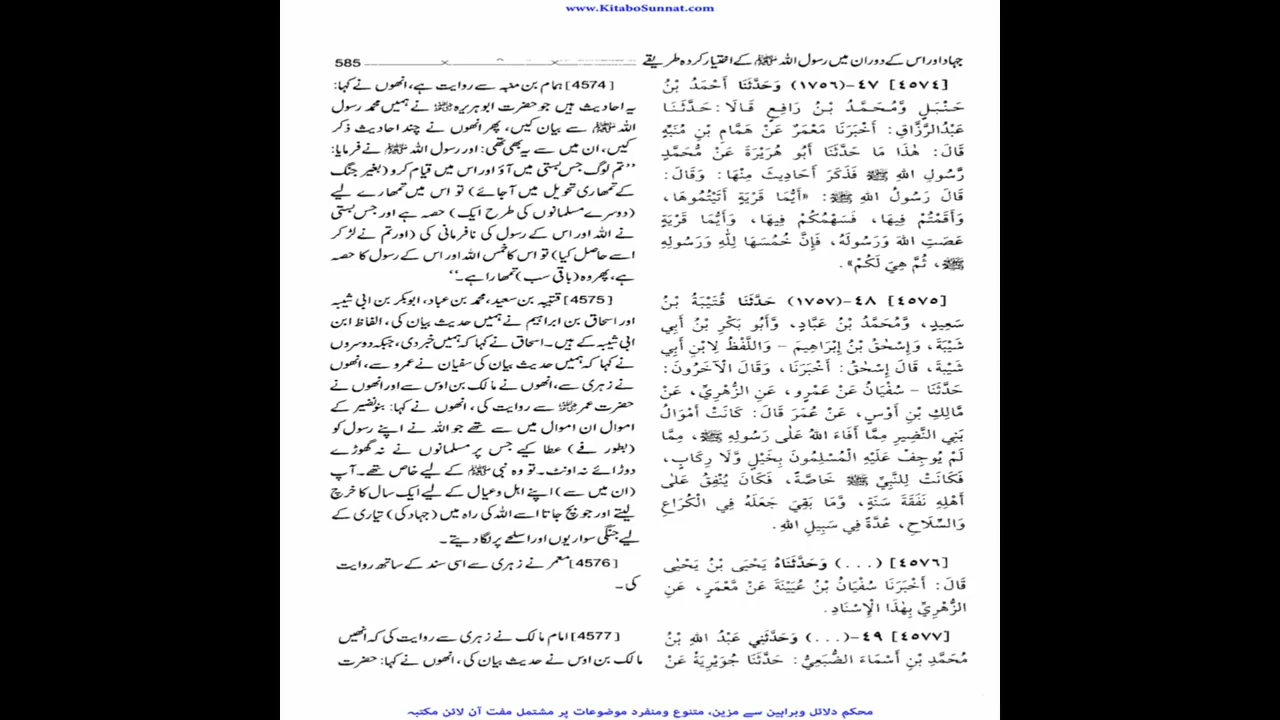 www.KitaboSunnat.com
جہاد اور اس کے دوران میں رسول اللہ ﷺ کے اختیار کردہ طریقے
585
[٤٥٧٤] ٤٧-(١٧٥٦) وَحَدَّثَنَا أَحْمَدُ بْنُ
حَنْبَلٍ وَّمُحَمَّدُ بْنُ رَافِعٍ قَالَا: حَدَّثَنَا
عَبْدُالرَّزَّاقِ: أَخْبَرَنَا مَعْمَرٌ عَنْ هَمَّامِ بْنِ مُنَبِّهٍ
قَالَ: هٰذَا مَا حَدَّثَنَا أَبُو هُرَيْرَةَ عَنْ مُّحَمَّدٍ
رَّسُولِ اللهِ ﷺ فَذَكَرَ أَحَادِيثَ مِنْهَا: وَقَالَ:
قَالَ رَسُولُ اللهِ ﷺ: «أَيُّمَا قَرْيَةٍ أَتَيْتُمُوهَا،
وَأَقَمْتُمْ فِيهَا، فَسَهْمُكُمْ فِيهَا، وَأَيُّمَا قَرْيَةٍ
عَصَتِ اللهَ وَرَسُولَهُ، فَإِنَّ خُمُسَهَا لِلّٰهِ وَرَسُولِهِ
ﷺ، ثُمَّ هِيَ لَكُمْ».
[٤٥٧٥] ٤٨-(١٧٥٧) حَدَّثَنَا قُتَيْبَةُ بْنُ
سَعِيدٍ، وَّمُحَمَّدُ بْنُ عَبَّادٍ، وَّأَبُو بَكْرِ بْنُ أَبِي
شَيْبَةَ، وَإِسْحٰقُ بْنُ إِبْرَاهِيمَ - وَاللَّفْظُ لِابْنِ أَبِي
شَيْبَةَ، قَالَ إِسْحٰقُ: أَخْبَرَنَا، وَقَالَ الْآخَرُونَ:
حَدَّثَنَا - سُفْيَانُ عَنْ عَمْرٍو، عَنِ الزُّهْرِيِّ، عَنْ
مَّالِكِ بْنِ أَوْسٍ، عَنْ عُمَرَ قَالَ: كَانَتْ أَمْوَالُ
بَنِي النَّضِيرِ مِمَّا أَفَاءَ اللهُ عَلٰى رَسُولِهِ ﷺ، مِمَّا
لَمْ يُوجِفْ عَلَيْهِ الْمُسْلِمُونَ بِخَيْلٍ وَّلَا رِكَابٍ،
فَكَانَتْ لِلنَّبِيِّ ﷺ خَاصَّةً، فَكَانَ يُنْفِقُ عَلٰى
أَهْلِهِ نَفَقَةَ سَنَةٍ، وَّمَا بَقِيَ جَعَلَهُ فِي الْكُرَاعِ
وَالسِّلَاحِ، عُدَّةً فِي سَبِيلِ اللهِ.
[٤٥٧٦] (...) وَحَدَّثَنَاهُ يَحْيَى بْنُ يَحْيٰى
قَالَ: أَخْبَرَنَا سُفْيَانُ بْنُ عُيَيْنَةَ عَنْ مَّعْمَرٍ، عَنِ
الزُّهْرِيِّ بِهٰذَا الْإِسْنَادِ.
[٤٥٧٧] ٤٩-(...) وَحَدَّثَنِي عَبْدُ اللهِ بْنُ
مُحَمَّدِ بْنِ أَسْمَاءَ الضُّبَعِيُّ: حَدَّثَنَا جُوَيْرِيَةُ عَنْ
[4574] ہمام بن منبہ سے روایت ہے، انھوں نے کہا:
یہ احادیث ہیں جو حضرت ابو ہریرہ رضی اللہ عنہ نے ہمیں محمد رسول
اللہ ﷺ سے بیان کیں، پھر انھوں نے چند احادیث ذکر
کیں، ان میں سے یہ بھی تھی: اور رسول اللہ ﷺ نے فرمایا:
’’تم لوگ جس بستی میں آؤ اور اس میں قیام کرو (بغیر جنگ
کے تمھاری تحویل میں آجائے) تو اس میں تمھارے لیے
(دوسرے مسلمانوں کی طرح ایک) حصہ ہے اور جس بستی
نے اللہ اور اس کے رسول کی نافرمانی کی (اور تم نے لڑ کر
اسے حاصل کیا) تو اس کا خمس اللہ اور اس کے رسول کا حصہ
ہے، پھر وہ (باقی سب) تمھارا ہے۔‘‘
[4575] قتیبہ بن سعید، محمد بن عباد، ابوبکر بن ابی شیبہ
اور اسحاق بن ابراہیم نے ہمیں حدیث بیان کی، الفاظ ابن
ابی شیبہ کے ہیں۔ اسحاق نے کہا کہ ہمیں خبر دی، جبکہ دوسروں
نے کہا کہ ہمیں حدیث بیان کی سفیان نے عمرو سے، انھوں
نے زہری سے، انھوں نے مالک بن اوس سے اور انھوں نے
حضرت عمر رضی اللہ عنہ سے روایت کی، انھوں نے کہا: بنو نضیر کے
اموال ان اموال میں سے تھے جو اللہ نے اپنے رسول کو
(بطور فے) عطا کیے جس پر مسلمانوں نے نہ گھوڑے
دوڑائے نہ اونٹ۔ تو وہ نبی ﷺ کے لیے خاص تھے۔ آپ
(ان میں سے) اپنے اہل وعیال کے لیے ایک سال کا خرچ
لیتے اور جو بچ جاتا اسے اللہ کی راہ میں (جہاد کی) تیاری کے
لیے جنگی سواریوں اور اسلحے پر لگا دیتے۔
[4576] معمر نے زہری سے اسی سند کے ساتھ روایت
کی۔
[4577] امام مالک نے زہری سے روایت کی کہ انھیں
مالک بن اوس نے حدیث بیان کی، انھوں نے کہا: حضرت
محکم دلائل وبراہین سے مزین، متنوع ومنفرد موضوعات پر مشتمل مفت آن لائن مکتبہ